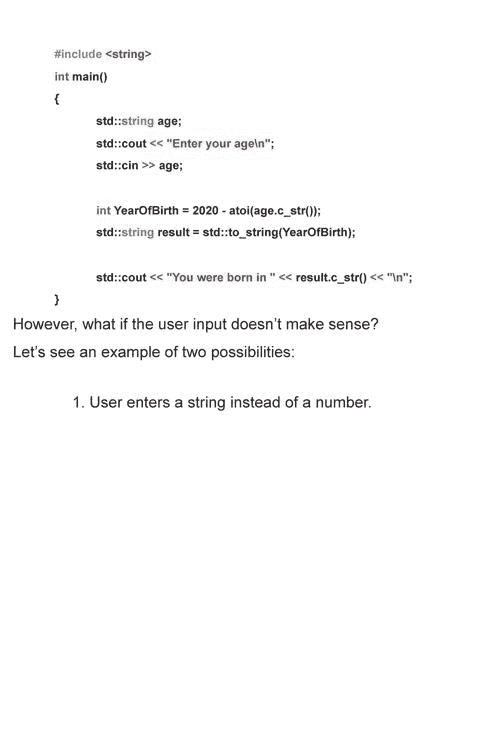 #include <string>
int main()
{
std::string age;
std::cout << "Enter your age\n";
std::cin >> age;
int YearOfBirth = 2020 - atoi(age.c_str());
std::string result = std::to_string(YearOfBirth);
std::cout << "You were born in " << result.c_str() << "\n";
}
However, what if the user input doesn’t make sense?
Let’s see an example of two possibilities:
1. User enters a string instead of a number.